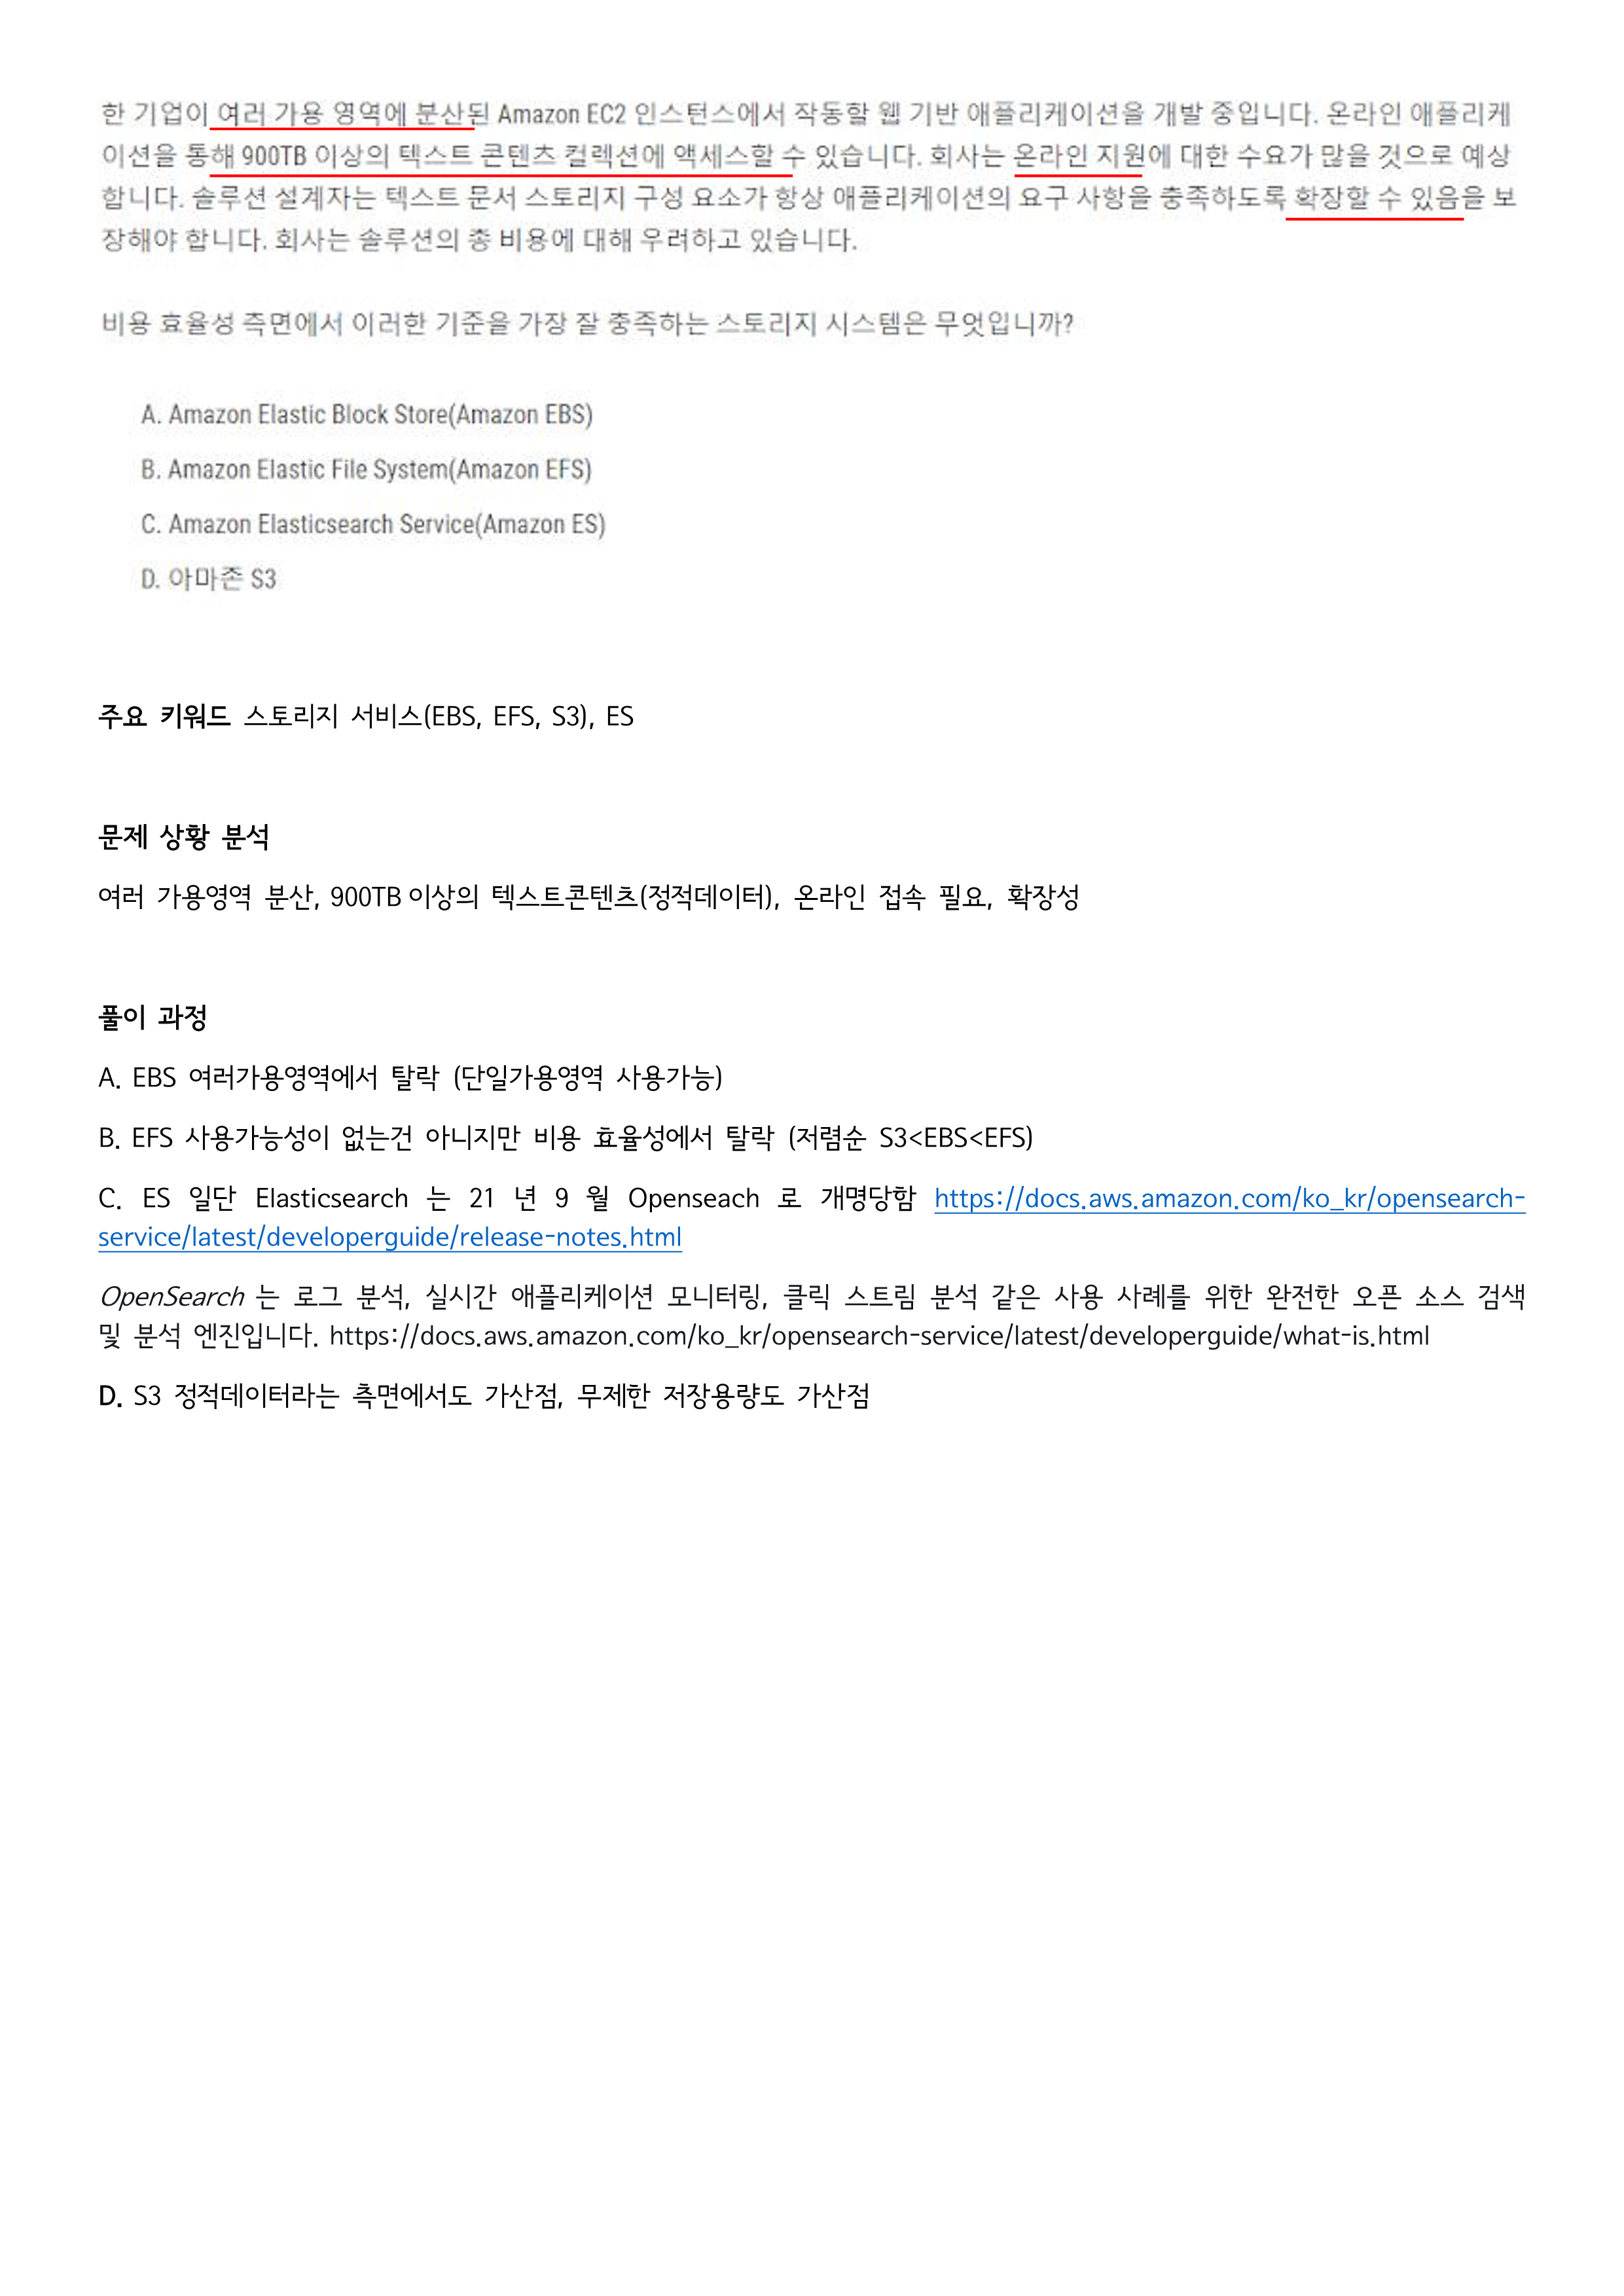 한 기업이 여러 가용 영역에 분산된 Amazon EC2 인스턴스에서 작동할 웹 기반 애플리케이션을 개발 중입니다. 온라인 애플리케
이션을 통해 900TB 이상의 텍스트 콘텐츠 컬렉션에 액세스할 수 있습니다. 회사는 온라인 지원에 대한 수요가 많을 것으로 예상
합니다. 솔루션 설계자는 텍스트 문서 스토리지 구성 요소가 항상 애플리케이션의 요구 사항을 충족하도록 확장할 수 있음을 보
장해야 합니다. 회사는 솔루션의 총 비용에 대해 우려하고 있습니다.
비용 효율성 측면에서 이러한 기준을 가장 잘 충족하는 스토리지 시스템은 무엇입니까?
A. Amazon Elastic Block Store(Amazon EBS)
B. Amazon Elastic File System(Amazon EFS)
C. Amazon Elasticsearch Service(Amazon ES)
D. 아마존 S3
주요 키워드 스토리지 서비스(EBS, EFS, S3), ES
문제 상황 분석
여러 가용영역 분산, 900TB이상의 텍스트콘텐츠(정적데이터), 온라인 접속 필요, 확장성
풀이 과정
A. EBS 여러가용영역에서 탈락 (단일가용영역 사용가능)
B. EFS 사용가능성이 없는건 아니지만 비용 효율성에서 탈락 (저렴순 S3<EBS<EFS)
C. ES 일단 Elasticsearch 는 21 년 9 월 Openseach 로 개명당함 https://docs.aws.amazon.com/ko_kr/opensearch-
service/latest/developerguide/release-notes.html
OpenSearch 는 로그 분석, 실시간 애플리케이션 모니터링, 클릭 스트림 분석 같은 사용 사례를 위한 완전한 오픈 소스 검색
및 분석 엔진입니다. https://docs.aws.amazon.com/ko_kr/opensearch-service/latest/developerguide/what-is.html
D. S3 정적데이터라는 측면에서도 가산점, 무제한 저장용량도 가산점